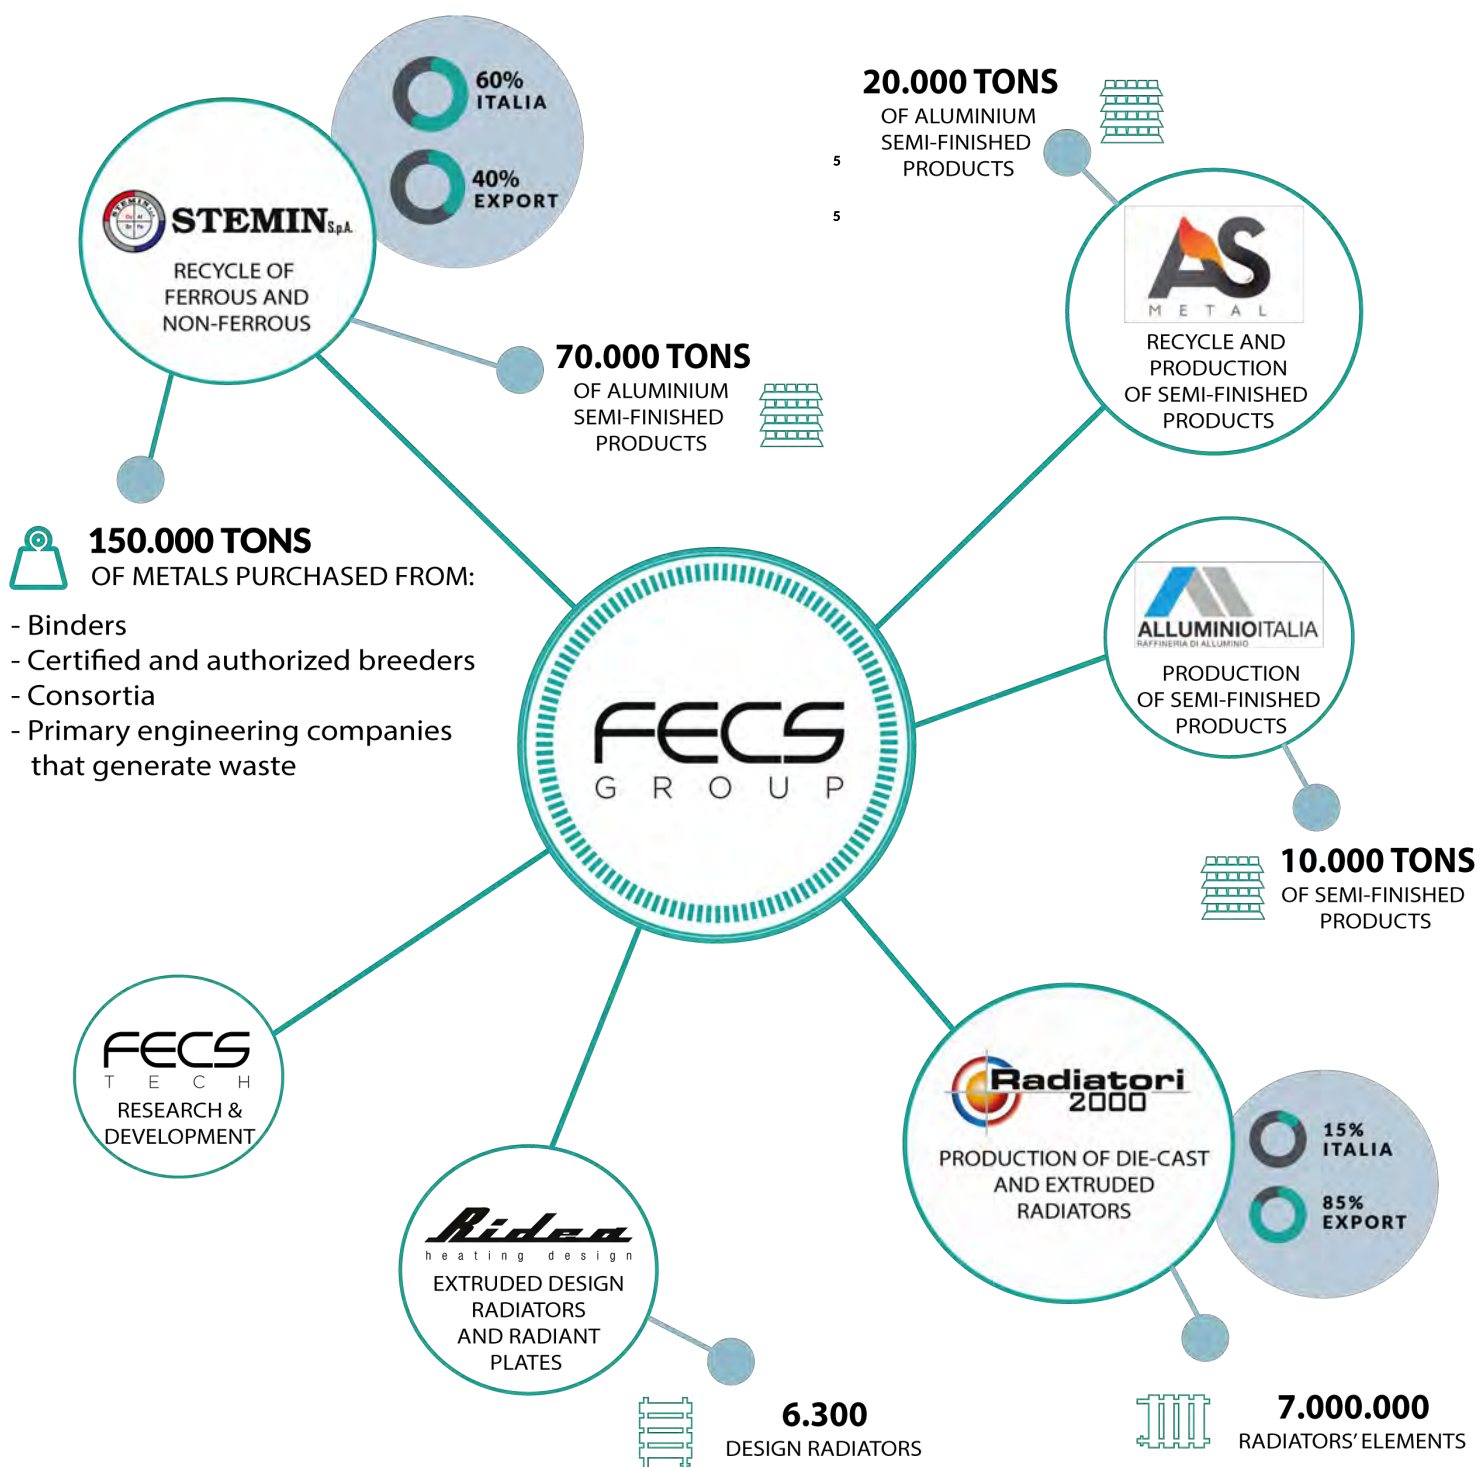 60%
ITALIA
40%
EXPORT
STEMIN S.p.A.
RECYCLE OF
FERROUS AND
NON-FERROUS
20.000 TONS
OF ALUMINIUM
SEMI-FINISHED
PRODUCTS
5
5
AS
METAL
RECYCLE AND
PRODUCTION
OF SEMI-FINISHED
PRODUCTS
70.000 TONS
OF ALUMINIUM
SEMI-FINISHED
PRODUCTS
150.000 TONS
OF METALS PURCHASED FROM:
- Binders
- Certified and authorized breeders
- Consortia
- Primary engineering companies
that generate waste
FECS
GROUP
ALLUMINIOITALIA
RAFFINERIA DI ALLUMINIO
PRODUCTION
OF SEMI-FINISHED
PRODUCTS
10.000 TONS
OF SEMI-FINISHED
PRODUCTS
FECS
TECH
RESEARCH &
DEVELOPMENT
Ridea
heating design
EXTRUDED DESIGN
RADIATORS
AND RADIANT
PLATES
6.300
DESIGN RADIATORS
Radiatori
2000
PRODUCTION OF DIE-CAST
AND EXTRUDED
RADIATORS
15%
ITALIA
85%
EXPORT
7.000.000
RADIATORS’ ELEMENTS